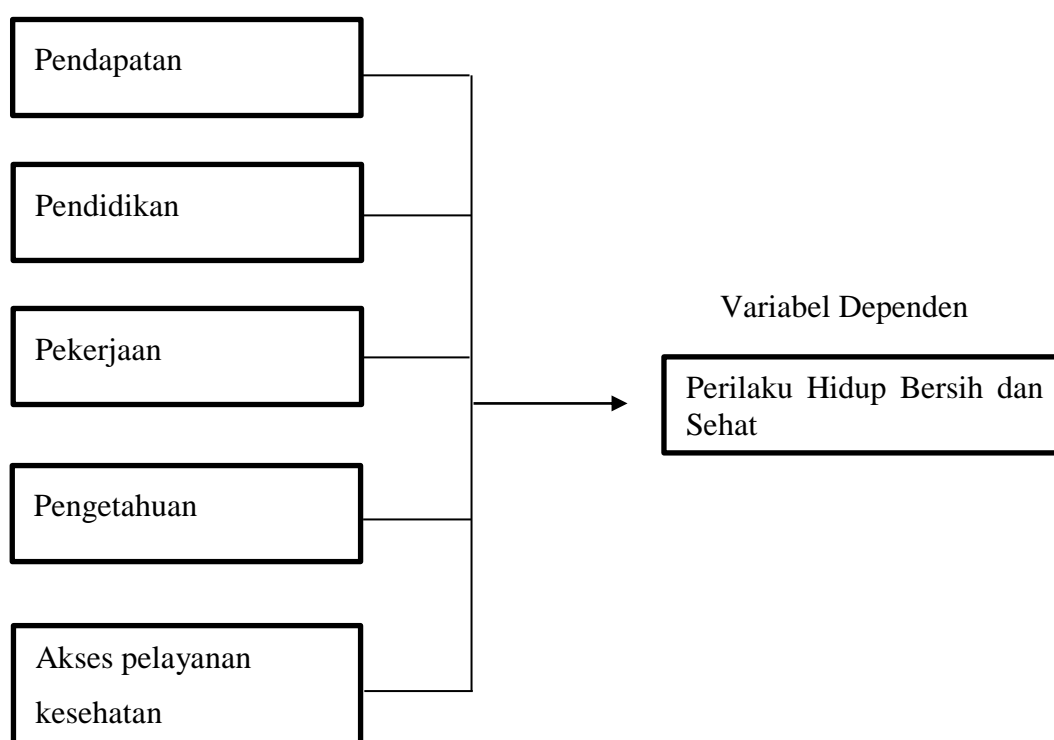 Pendapatan
Pendidikan
Pekerjaan
Pengetahuan
Akses pelayanan
kesehatan
Variabel Dependen
Perilaku Hidup Bersih dan
Sehat